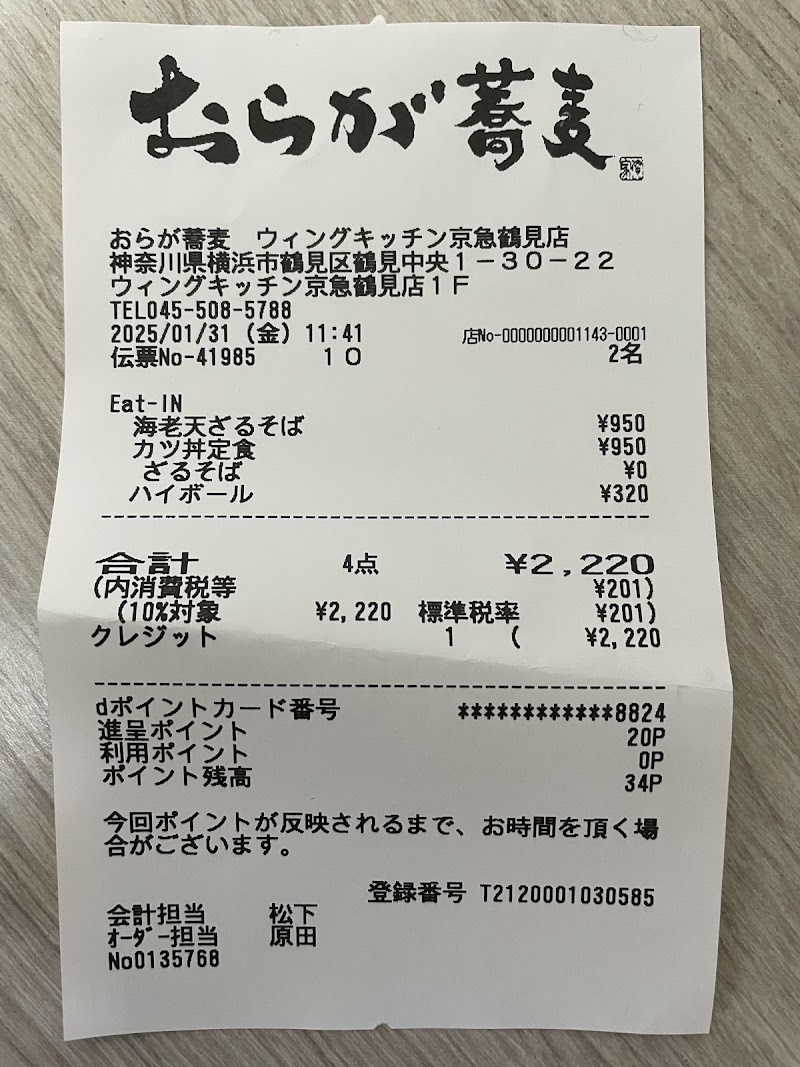 おらが蕎麦
おらが蕎麦　ウィングキッチン京急鶴見店
神奈川県横浜市鶴見区鶴見中央１－３０－２２
ウィングキッチン京急鶴見店１Ｆ
TEL045-508-5788
2025/01/31 (金) 11:41 店No-0000000001143-0001
伝票No-41985 １０ 2名
Eat-IN
海老天ざるそば ¥950
カツ丼定食 ¥950
ざるそば ¥0
ハイボール ¥320
合計 4点 ¥2,220
(内消費税等 ¥201)
(10%対象 ¥2,220 標準税率 ¥201)
クレジット 1 ( ¥2,220
dポイントカード番号 ************8824
進呈ポイント 20P
利用ポイント 0P
ポイント残高 34P
今回ポイントが反映されるまで、お時間を頂く場
合がございます。
登録番号 T2120001030585
会計担当 松下
ｵｰﾀﾞｰ担当 原田
No0135768